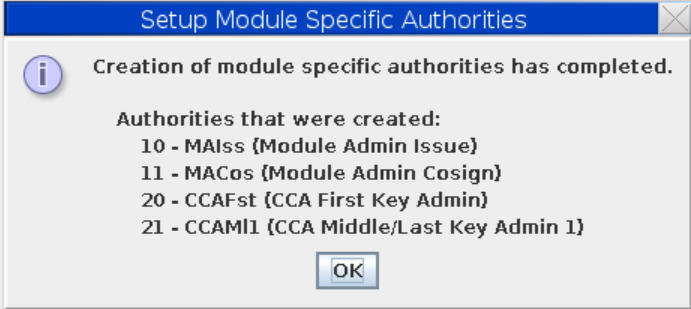 Setup Module Specific Authorities
Creation of module specific authorities has completed.
Authorities that were created:
10 - MAIss (Module Admin Issue)
11 - MACos (Module Admin Cosign)
20 - CCAFst (CCA First Key Admin)
21 - CCAMl1 (CCA Middle/Last Key Admin 1)
OK